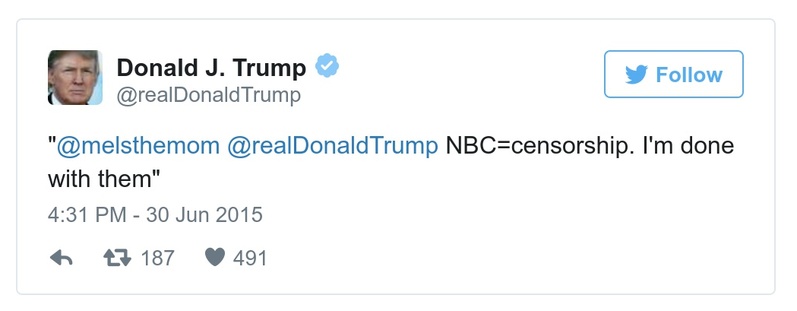 Donald J. Trump
@realDonaldTrump
Follow
"@melsthemom @realDonaldTrump NBC=censorship. I'm done
with them"
4:31 PM - 30 Jun 2015
187 491